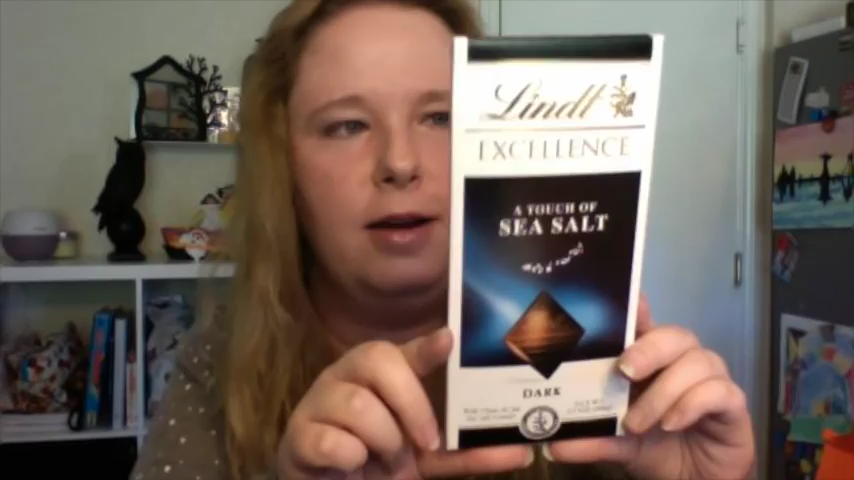 Lindt
EXCELLENCE
A TOUCH OF
SEA SALT
DARK